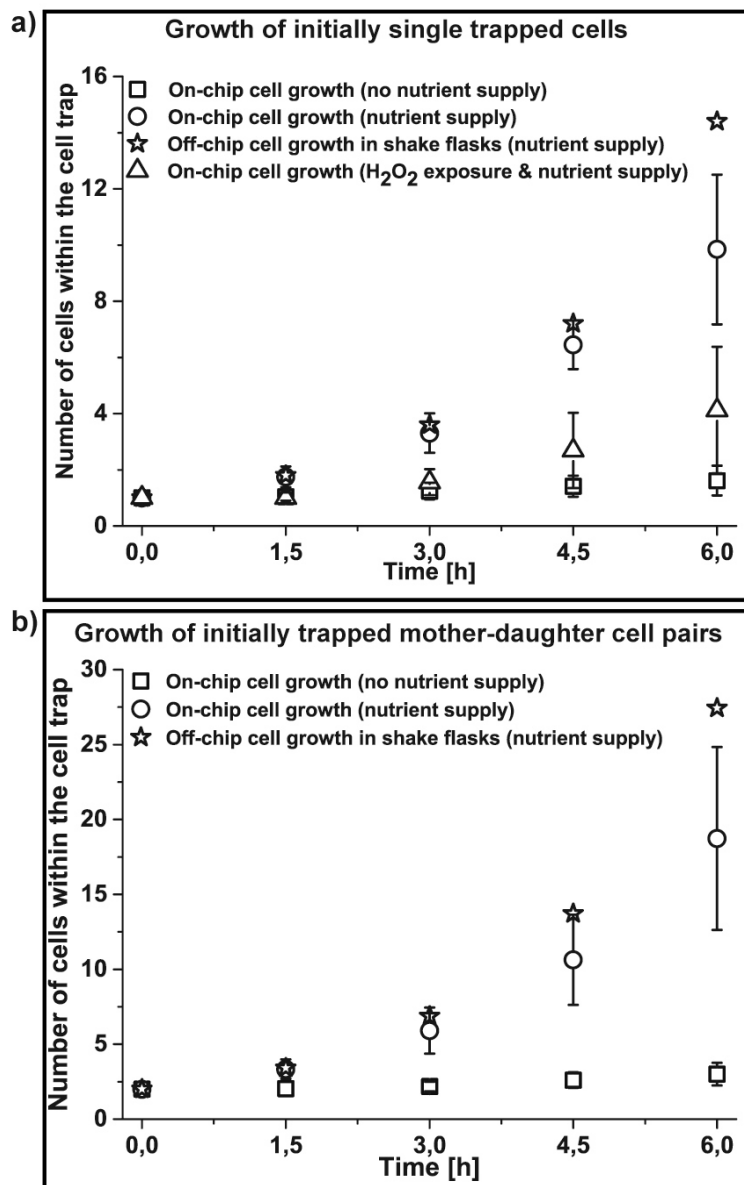 a)
Growth of initially single trapped cells
Number of cells within the cell trap
16
12
8
4
0
On-chip cell growth (no nutrient supply)
On-chip cell growth (nutrient supply)
Off-chip cell growth in shake flasks (nutrient supply)
On-chip cell growth (H₂O₂ exposure & nutrient supply)
0,0 1,5 3,0 4,5 6,0
Time [h]
b)
Growth of initially trapped mother-daughter cell pairs
Number of cells within the cell trap
30
25
20
15
10
5
0
On-chip cell growth (no nutrient supply)
On-chip cell growth (nutrient supply)
Off-chip cell growth in shake flasks (nutrient supply)
0,0 1,5 3,0 4,5 6,0
Time [h]